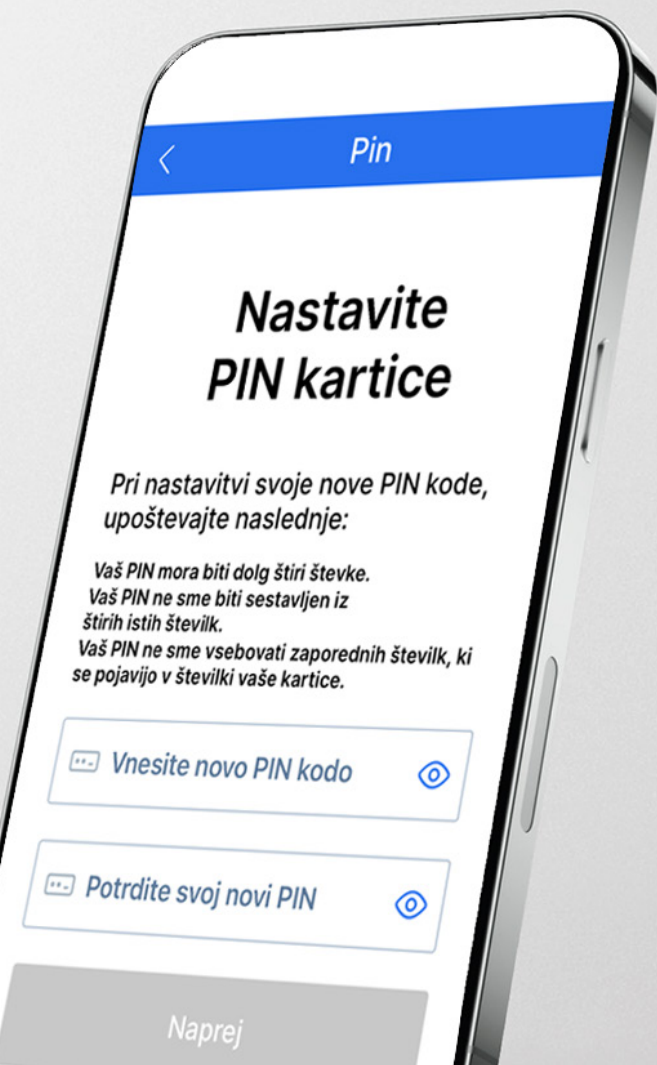 Pin
Nastavite
PIN kartice
Pri nastavitvi svoje nove PIN kode,
upoštevajte naslednje:
Vaš PIN mora biti dolg štiri števke.
Vaš PIN ne sme biti sestavljen iz
štirih istih številk.
Vaš PIN ne sme vsebovati zaporednih številk, ki
se pojavijo v številki vaše kartice.
Vnesite novo PIN kodo
Potrdite svoj novi PIN
Naprej